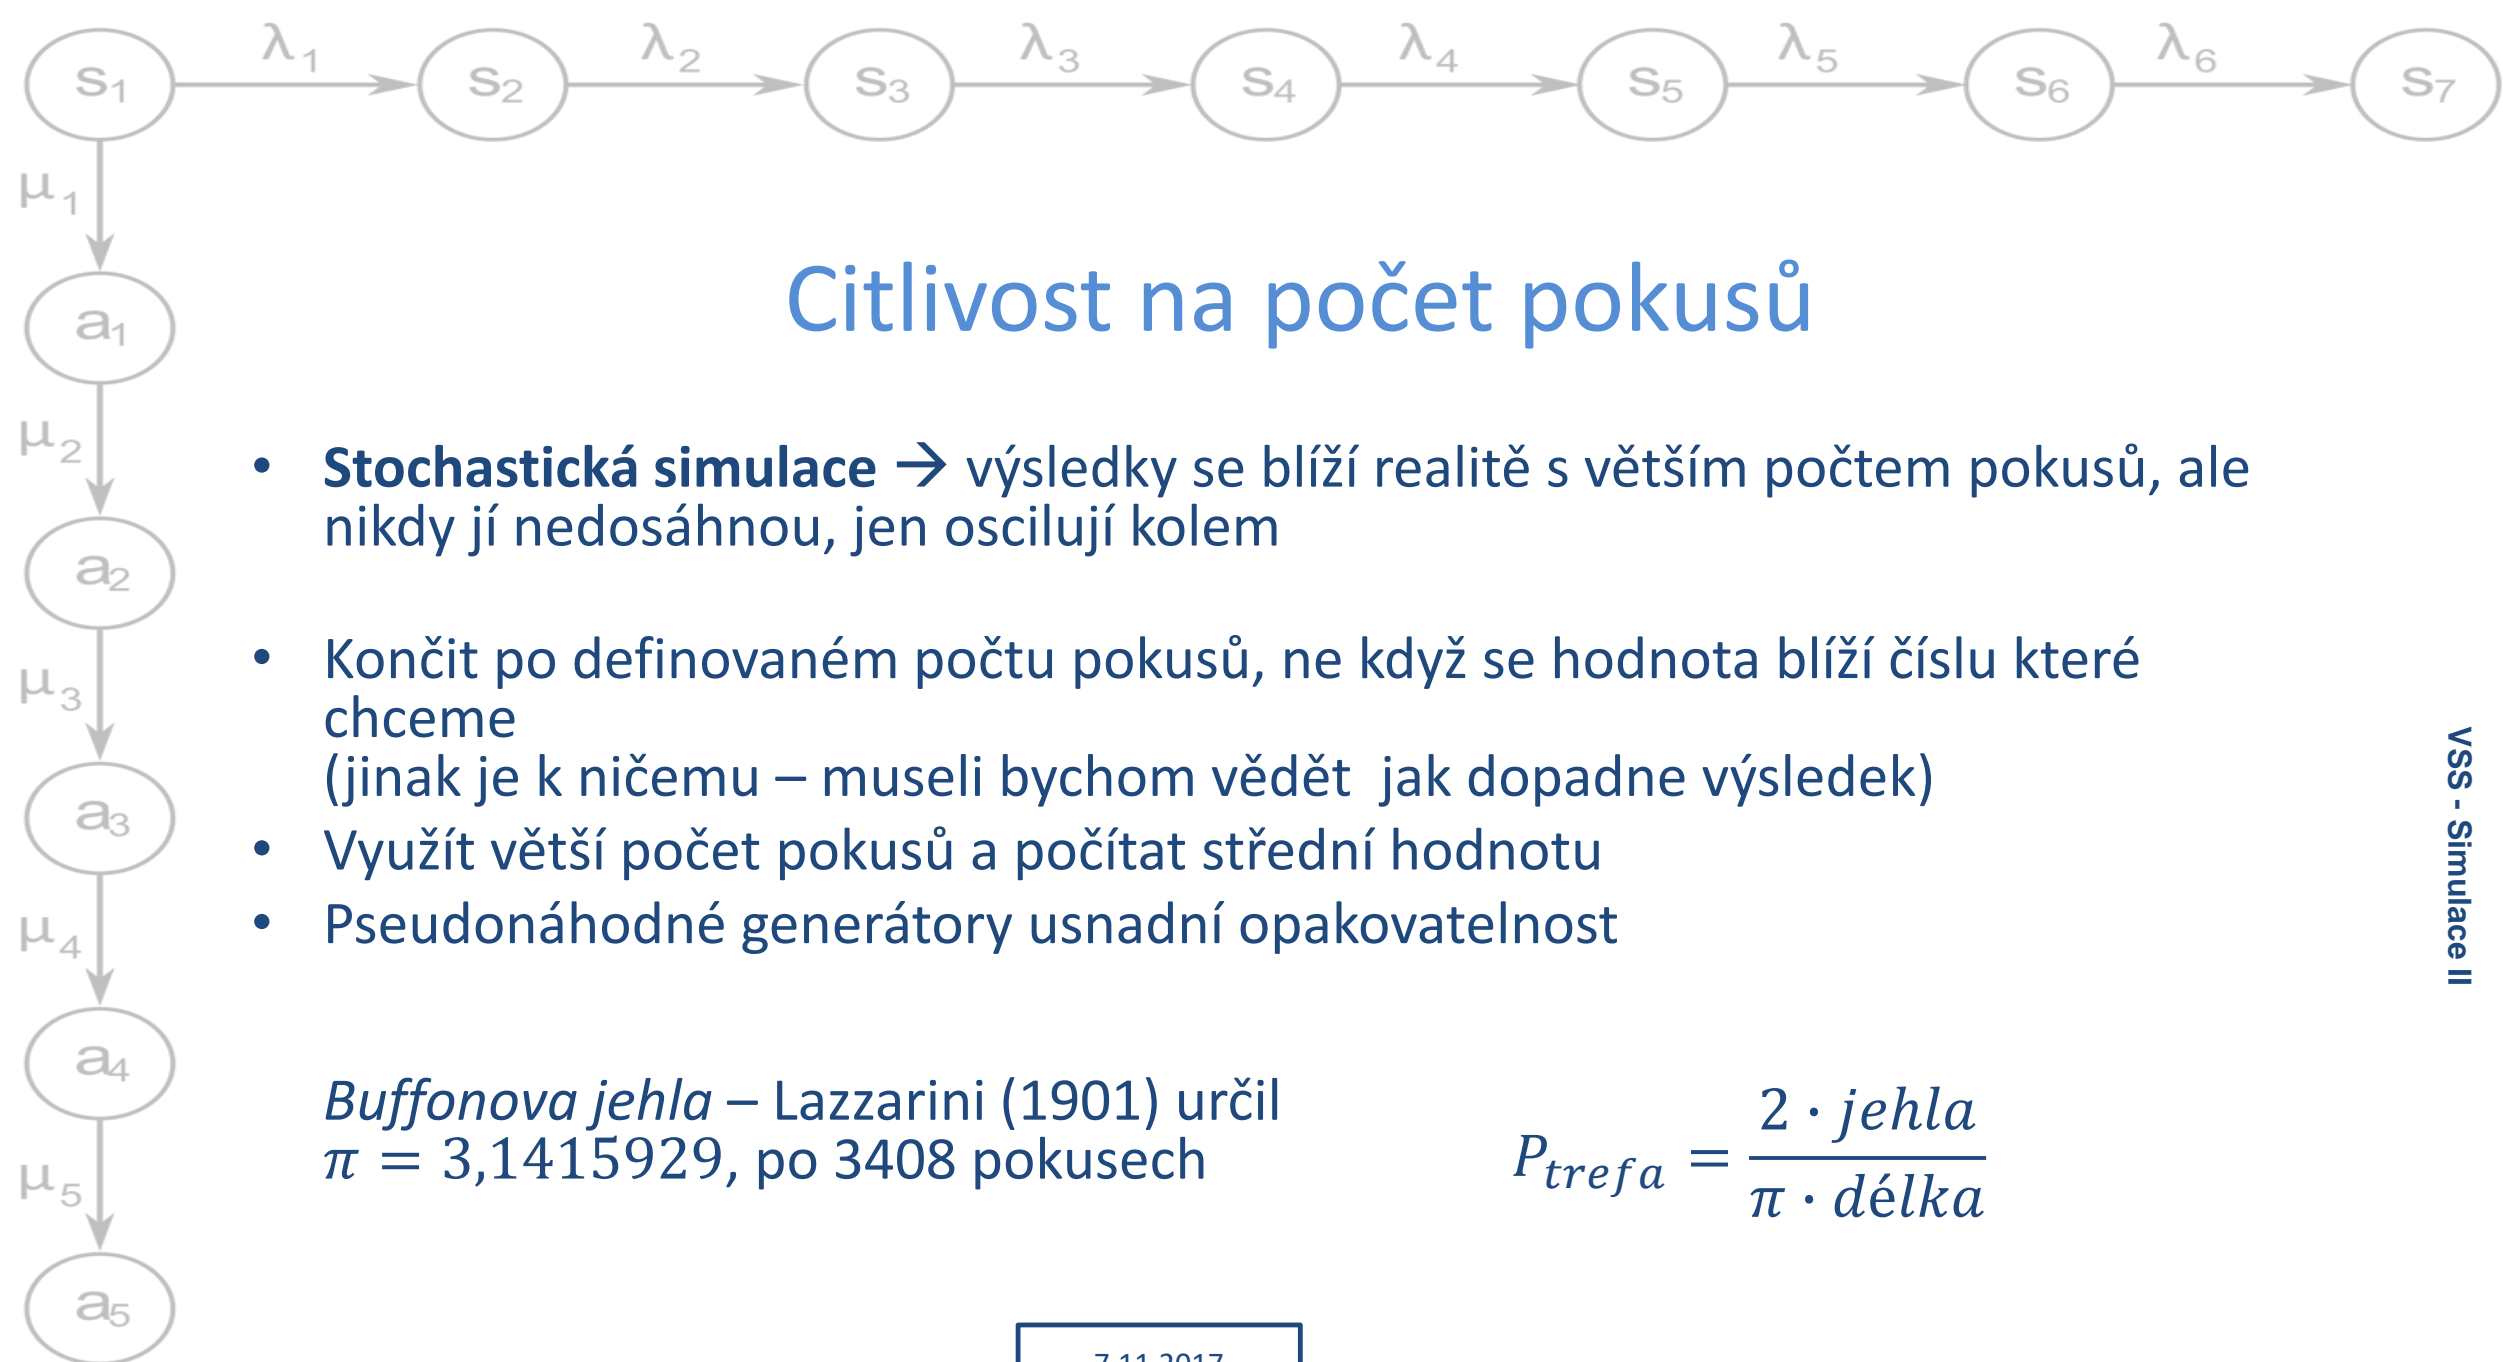 s1 λ1 s2 λ2 s3 λ3 s4 λ4 s5 λ5 s6 λ6 s7
μ1
a1
μ2
a2
μ3
a3
μ4
a4
μ5
a5
Citlivost na počet pokusů
• Stochastická simulace → výsledky se blíží realitě s větším počtem pokusů, ale
nikdy jí nedosáhnou, jen oscilují kolem
• Končit po definovaném počtu pokusů, ne když se hodnota blíží číslu které
chceme
(jinak je k ničemu – museli bychom vědět jak dopadne výsledek)
• Využít větší počet pokusů a počítat střední hodnotu
• Pseudonáhodné generátory usnadní opakovatelnost
Buffonova jehla – Lazzarini (1901) určil
π = 3,1415929, po 3408 pokusech
P_trefa = (2 · jehla) / (π · délka)
VSS - Simulace II
7.11.2017